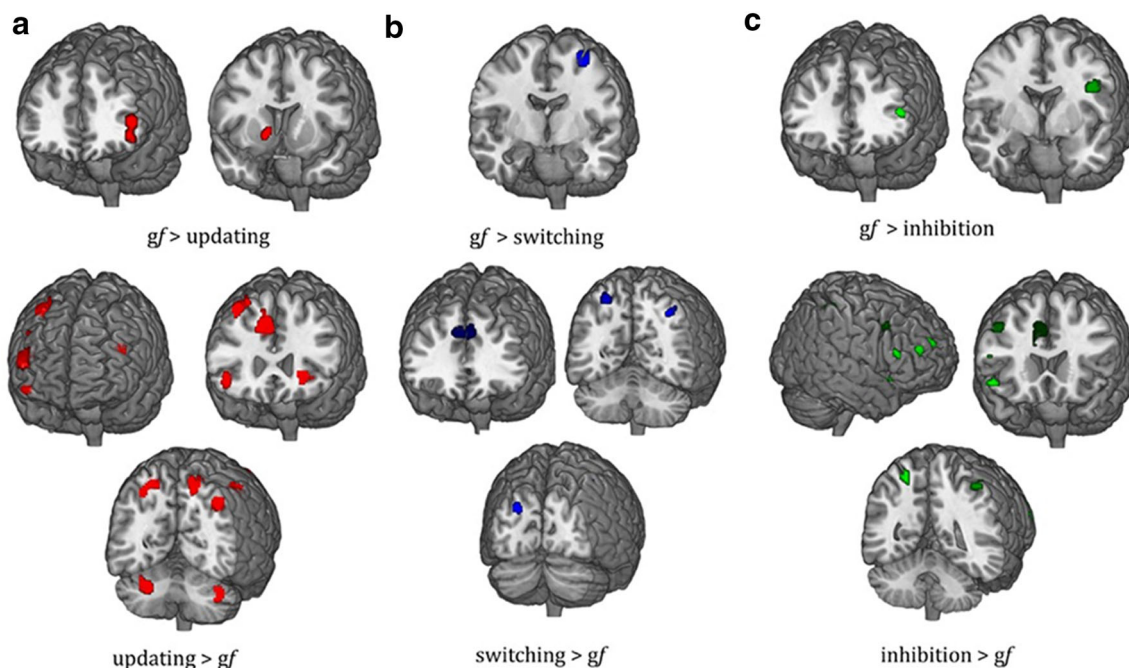 a
b
c
gf > updating
gf > switching
gf > inhibition
updating > gf
switching > gf
inhibition > gf